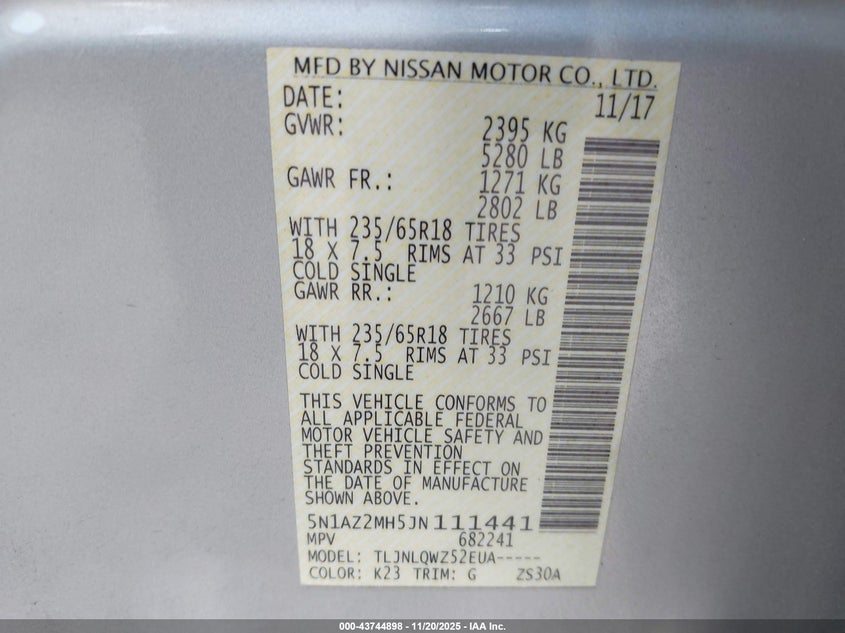 MFD BY NISSAN MOTOR CO., LTD.
DATE: 11/17
GVWR: 2395 KG
5280 LB
GAWR FR.: 1271 KG
2802 LB
WITH 235/65R18 TIRES
18 X 7.5 RIMS AT 33 PSI
COLD SINGLE
GAWR RR.: 1210 KG
2667 LB
WITH 235/65R18 TIRES
18 X 7.5 RIMS AT 33 PSI
COLD SINGLE
THIS VEHICLE CONFORMS TO
ALL APPLICABLE FEDERAL
MOTOR VEHICLE SAFETY AND
THEFT PREVENTION
STANDARDS IN EFFECT ON
THE DATE OF MANUFACTURE
SHOWN ABOVE.
5N1AZ2MH5JN111441
MPV 682241
MODEL: TLJNLQWZ52EUA-----
COLOR: K23 TRIM: G ZS30A
000-43744898 - 11/20/2025 - IAA Inc.